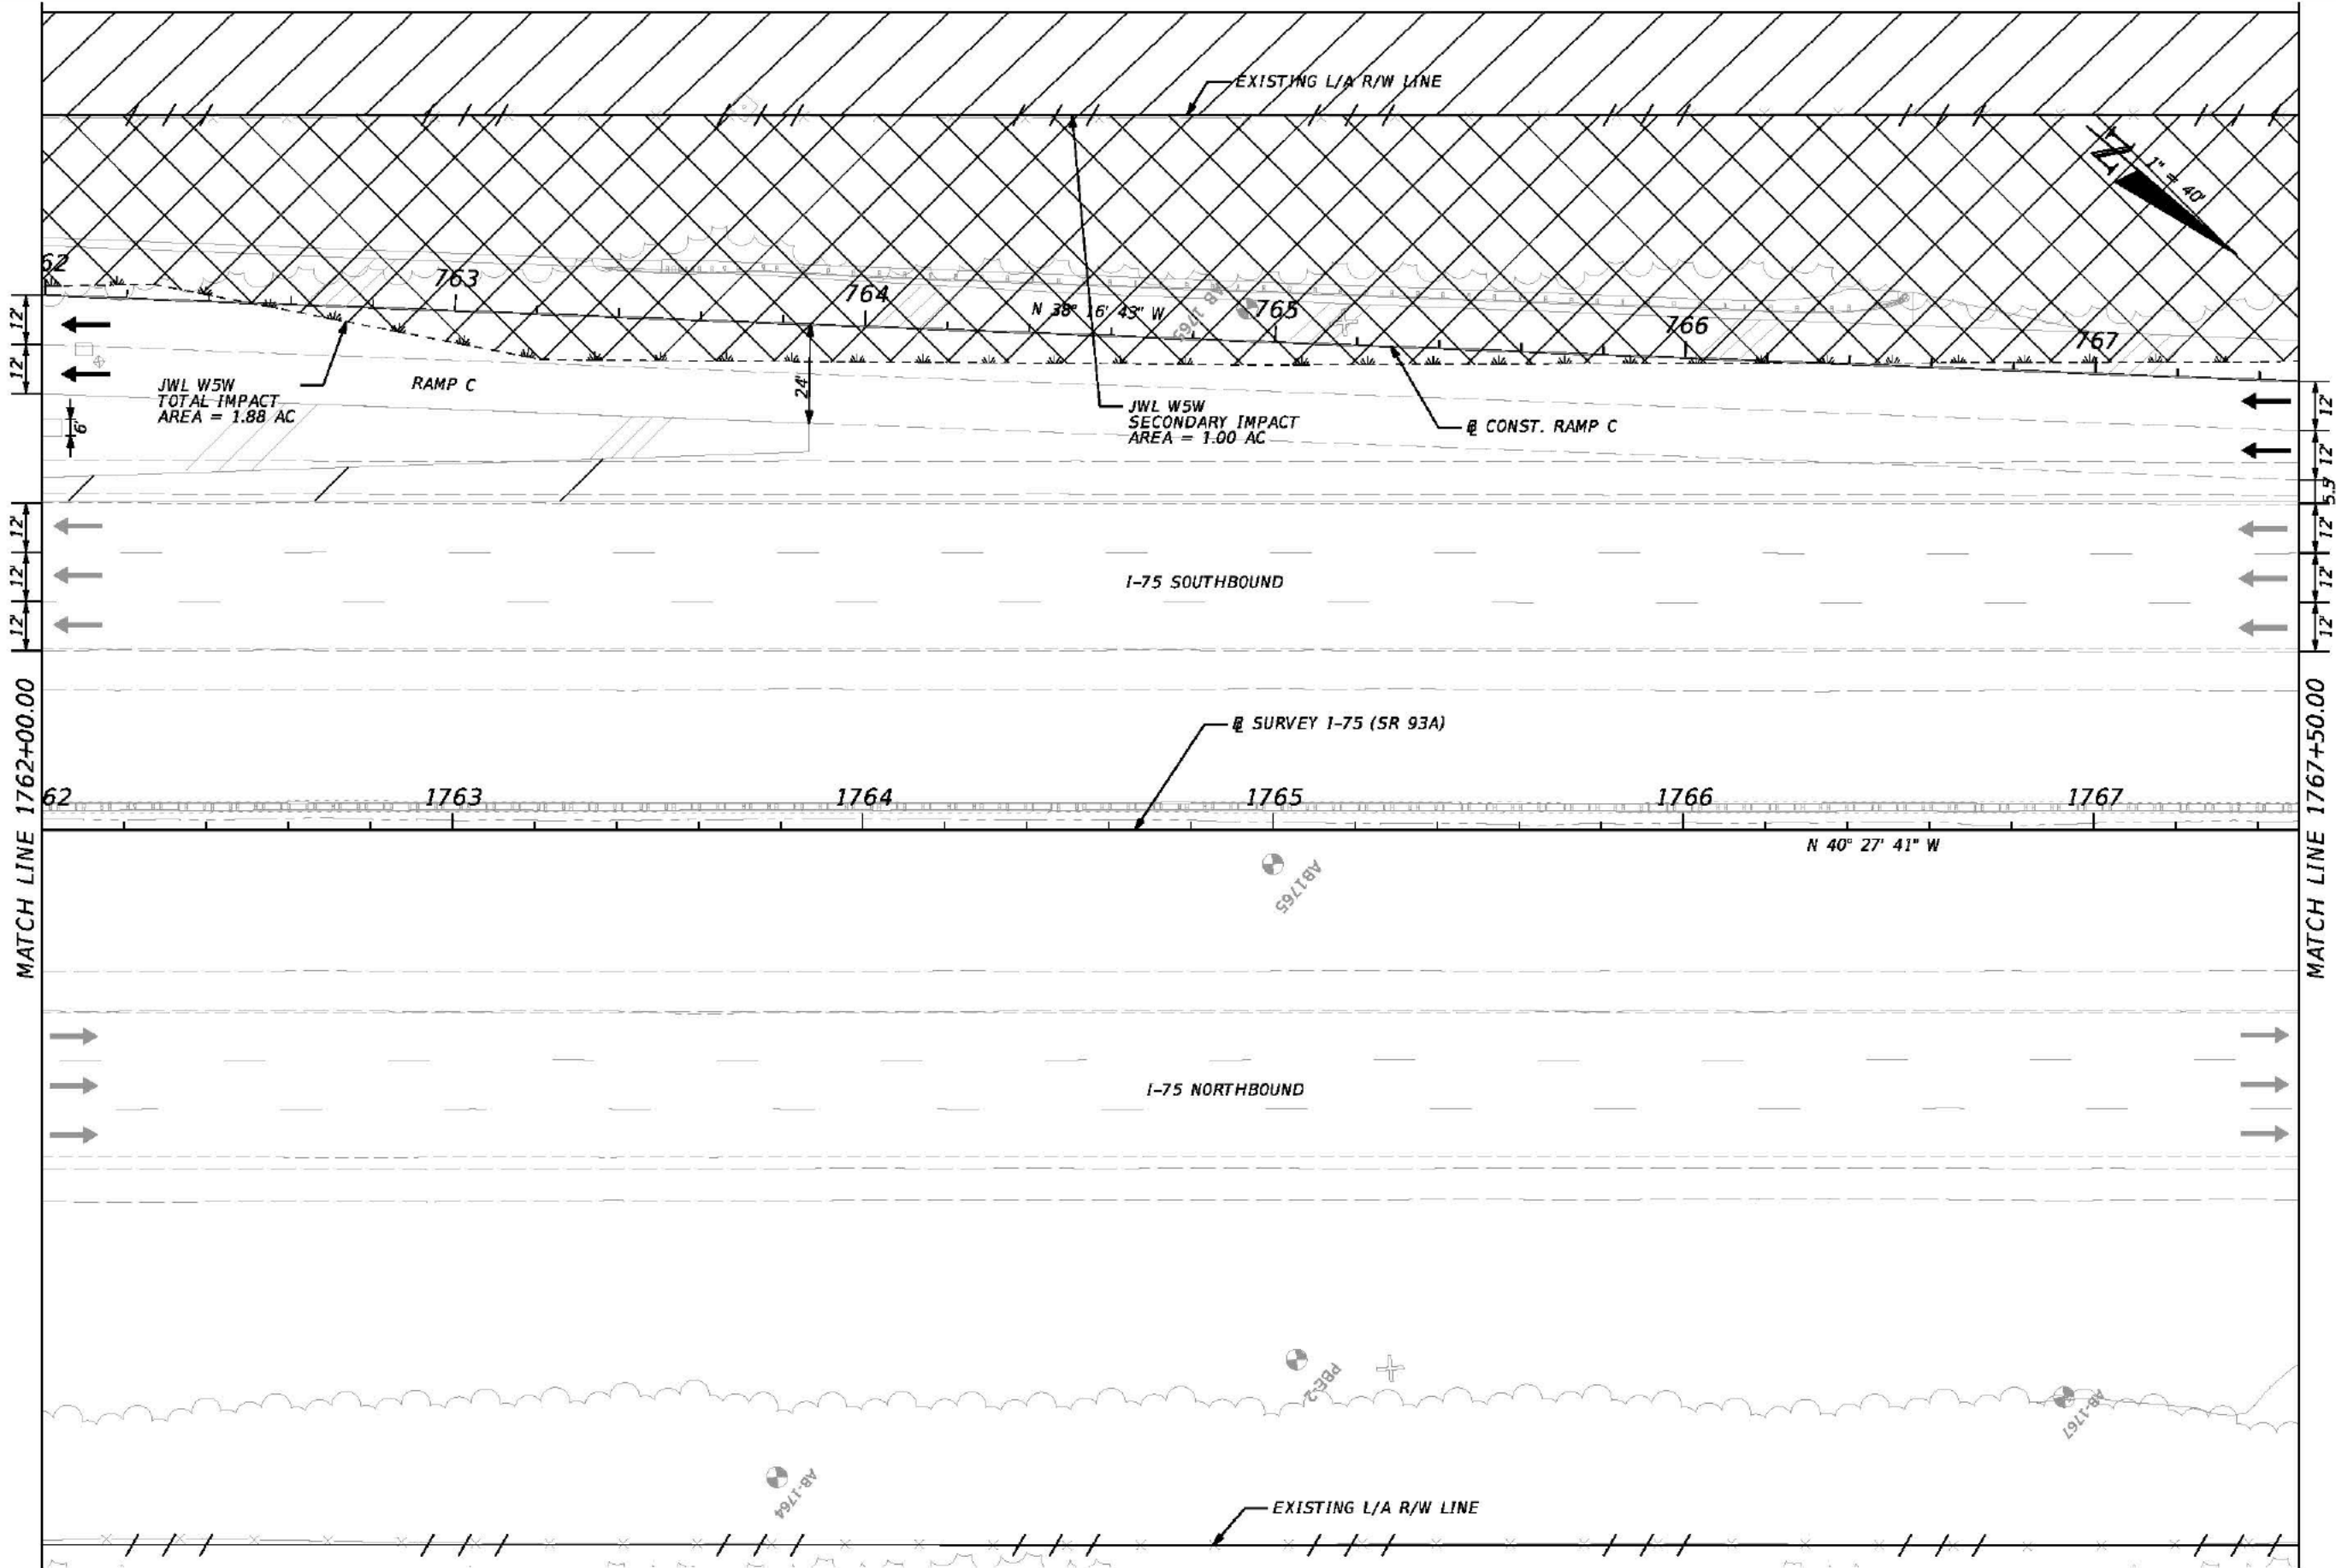 EXISTING L/A R/W LINE
N
1" = 40'
62
763
764
765
766
767
N 38° 16' 43" W
AB 1765
12'
12'
6'
24'
RAMP C
JWL W5W
TOTAL IMPACT
AREA = 1.88 AC
JWL W5W
SECONDARY IMPACT
AREA = 1.00 AC
℄ CONST. RAMP C
12'
12'
5.5'
12'
12'
12'
12'
12'
12'
I-75 SOUTHBOUND
MATCH LINE 1762+00.00
MATCH LINE 1767+50.00
℄ SURVEY I-75 (SR 93A)
62
1763
1764
1765
1766
1767
N 40° 27' 41" W
AB1765
I-75 NORTHBOUND
PBE-2
AB-1767
AB-1764
EXISTING L/A R/W LINE